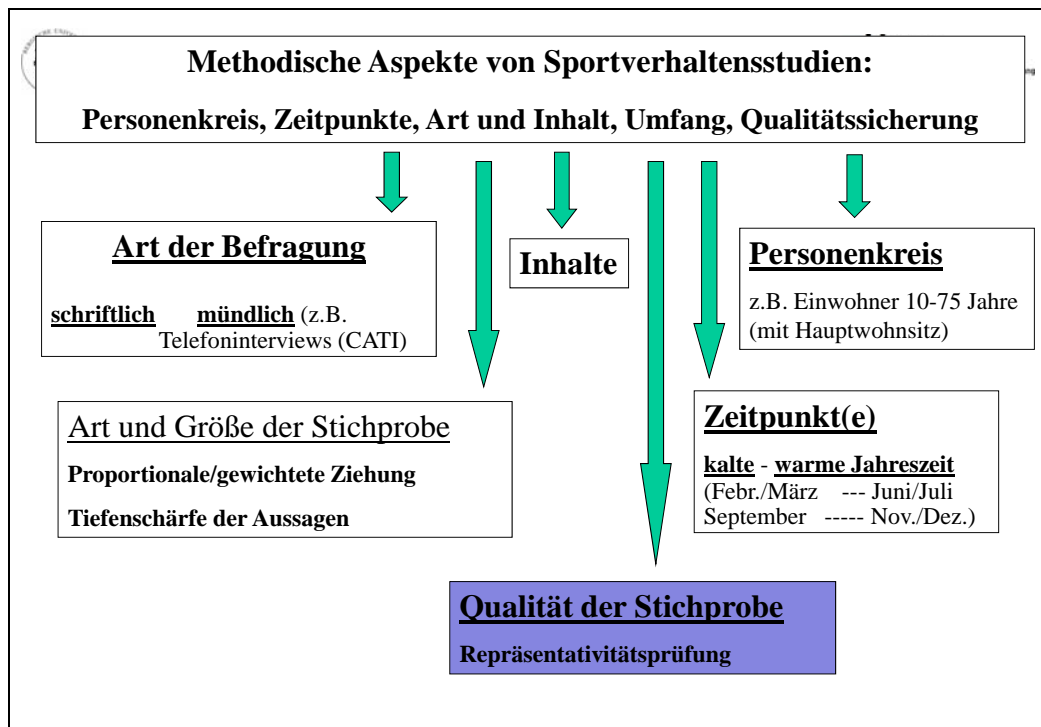 Methodische Aspekte von Sportverhaltensstudien:
Personenkreis, Zeitpunkte, Art und Inhalt, Umfang, Qualitätssicherung
Art der Befragung
schriftlich mündlich (z.B.
Telefoninterviews (CATI)
Inhalte
Personenkreis
z.B. Einwohner 10-75 Jahre
(mit Hauptwohnsitz)
Art und Größe der Stichprobe
Proportionale/gewichtete Ziehung
Tiefenschärfe der Aussagen
Zeitpunkt(e)
kalte - warme Jahreszeit
(Febr./März --- Juni/Juli
September ----- Nov./Dez.)
Qualität der Stichprobe
Repräsentativitätsprüfung